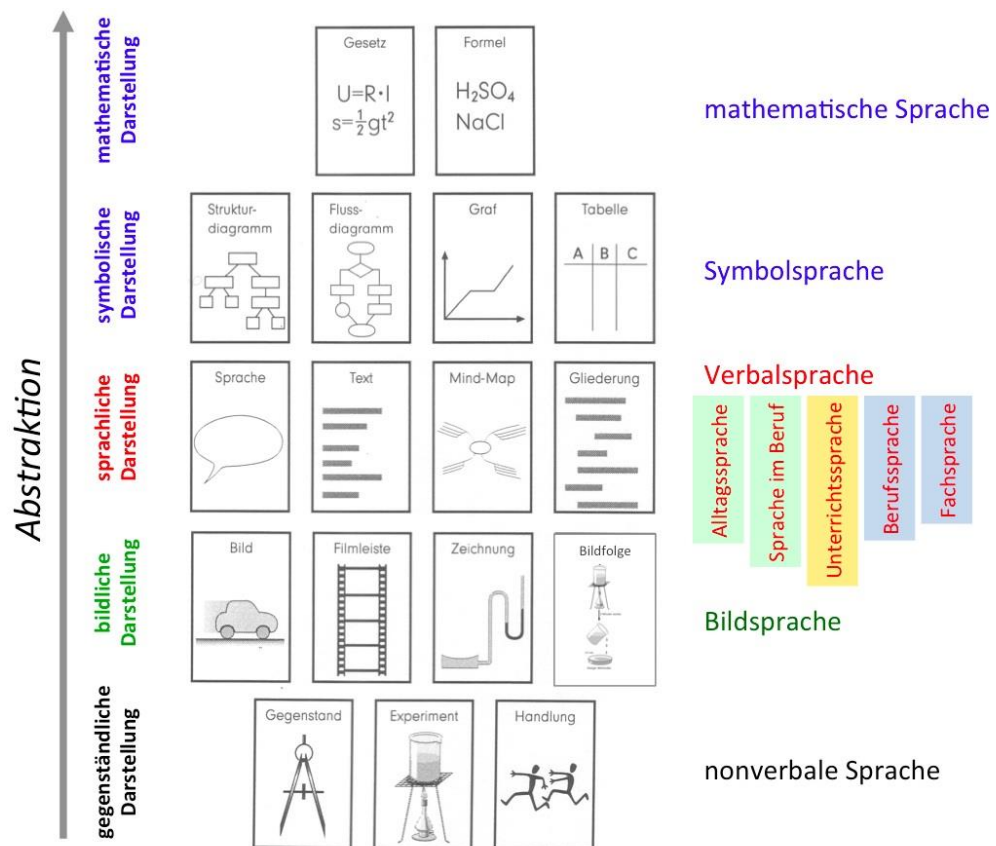 mathematische
Darstellung
Gesetz
U=R·I
s=½gt²
Formel
H₂SO₄
NaCl
mathematische Sprache
symbolische
Darstellung
Struktur-
diagramm
Fluss-
diagramm
Graf
Tabelle
A B C
Symbolsprache
Abstraktion
sprachliche
Darstellung
Sprache
Text
Mind-Map
Gliederung
Verbalsprache
Alltagssprache
Sprache im Beruf
Unterrichtssprache
Berufssprache
Fachsprache
bildliche
Darstellung
Bild
Filmleiste
Zeichnung
Bildfolge
Bildsprache
gegenständliche
Darstellung
Gegenstand
Experiment
Handlung
nonverbale Sprache